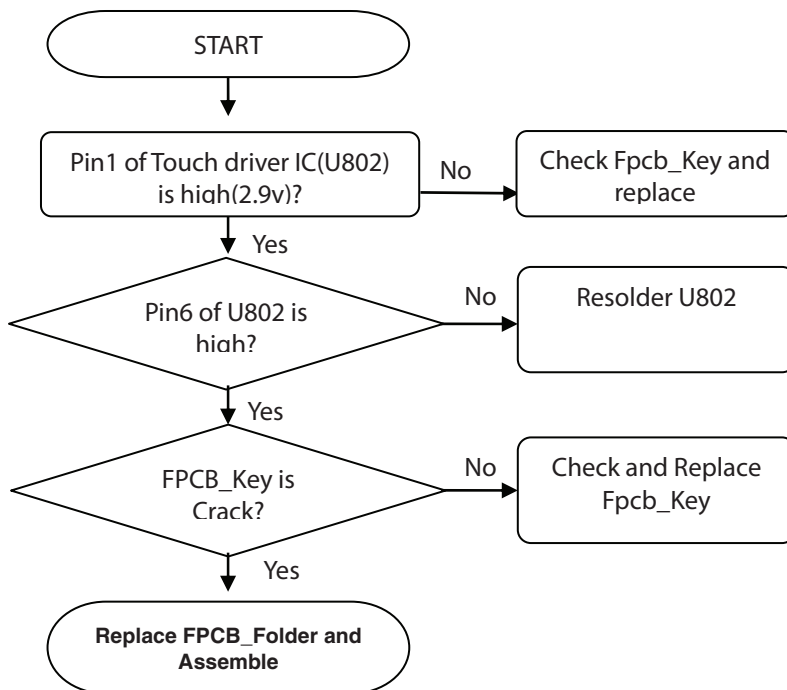 START
Pin1 of Touch driver IC(U802)
is high(2.9v)?
No
Check Fpcb_Key and
replace
Yes
Pin6 of U802 is
high?
No
Resolder U802
Yes
FPCB_Key is
Crack?
No
Check and Replace
Fpcb_Key
Yes
Replace FPCB_Folder and
Assemble